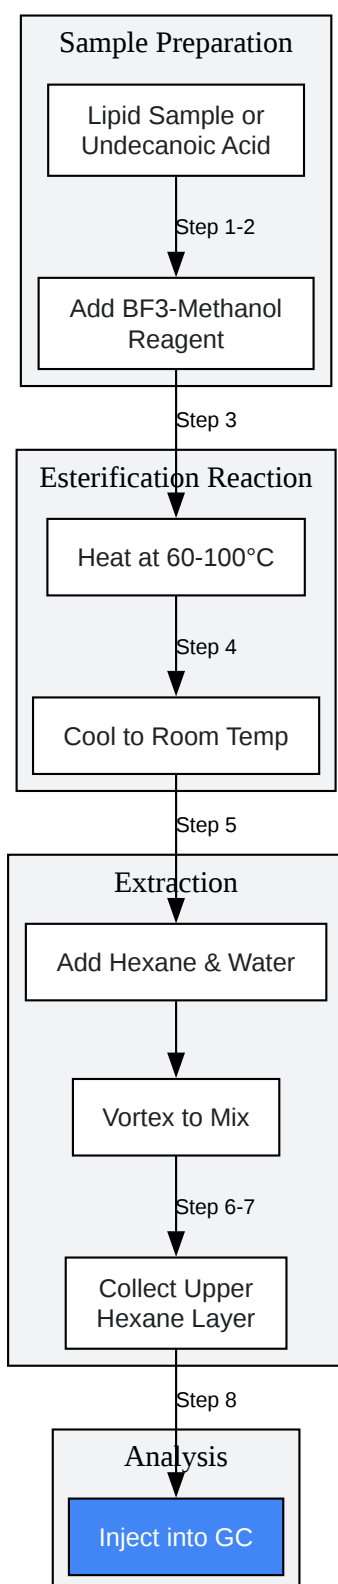 Sample Preparation
Lipid Sample or
Undecanoic Acid
Step 1-2
Add BF3-Methanol
Reagent
Step 3
Esterification Reaction
Heat at 60-100°C
Step 4
Cool to Room Temp
Step 5
Extraction
Add Hexane & Water
Vortex to Mix
Step 6-7
Collect Upper
Hexane Layer
Step 8
Analysis
Inject into GC